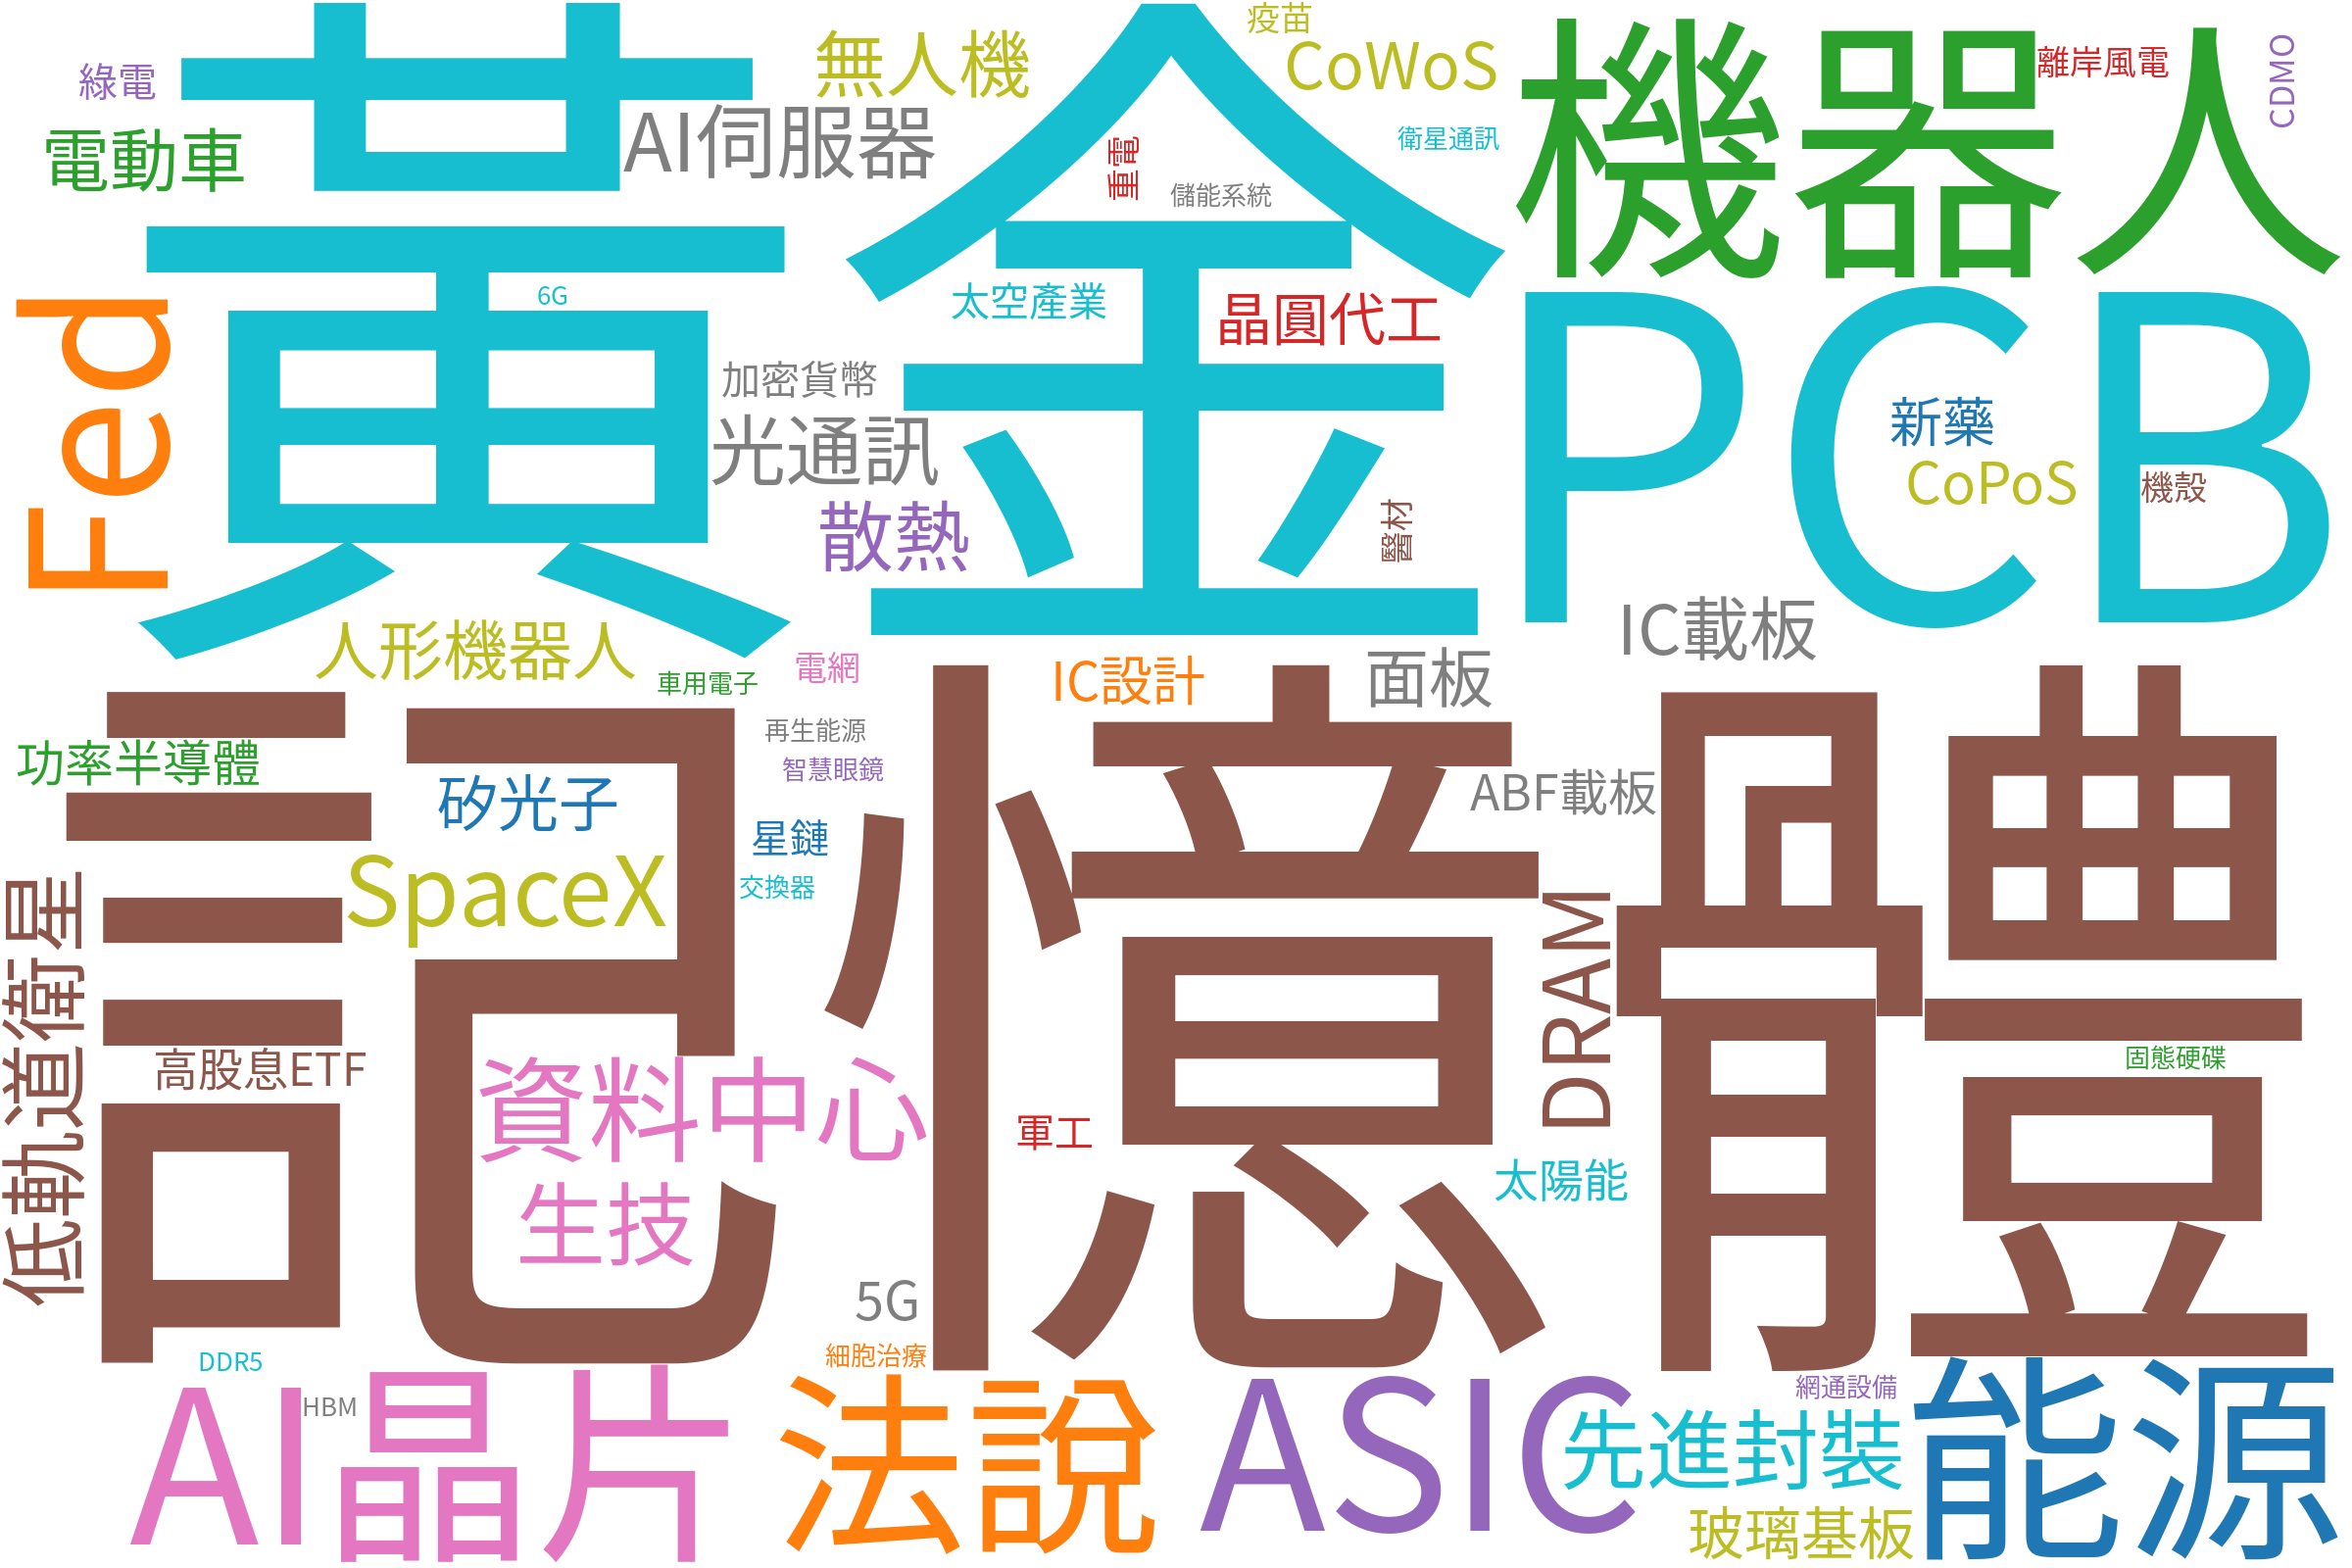 黃金
機器人
PCB
記憶體
Fed
綠電
電動車
無人機
AI伺服器
疫苗
CoWoS
衛星通訊
重電
儲能系統
離岸風電
CDMO
6G
太空產業
晶圓代工
加密貨幣
光通訊
散熱
醫材
新藥
CoPoS
機殼
IC載板
人形機器人
車用電子
電網
IC設計
面板
功率半導體
再生能源
智慧眼鏡
矽光子
星鏈
ABF載板
SpaceX
交換器
低軌道衛星
DRAM
高股息ETF
固態硬碟
資料中心
軍工
太陽能
生技
5G
細胞治療
DDR5
HBM
AI晶片
法說
ASIC
網通設備
先進封裝
能源
玻璃基板